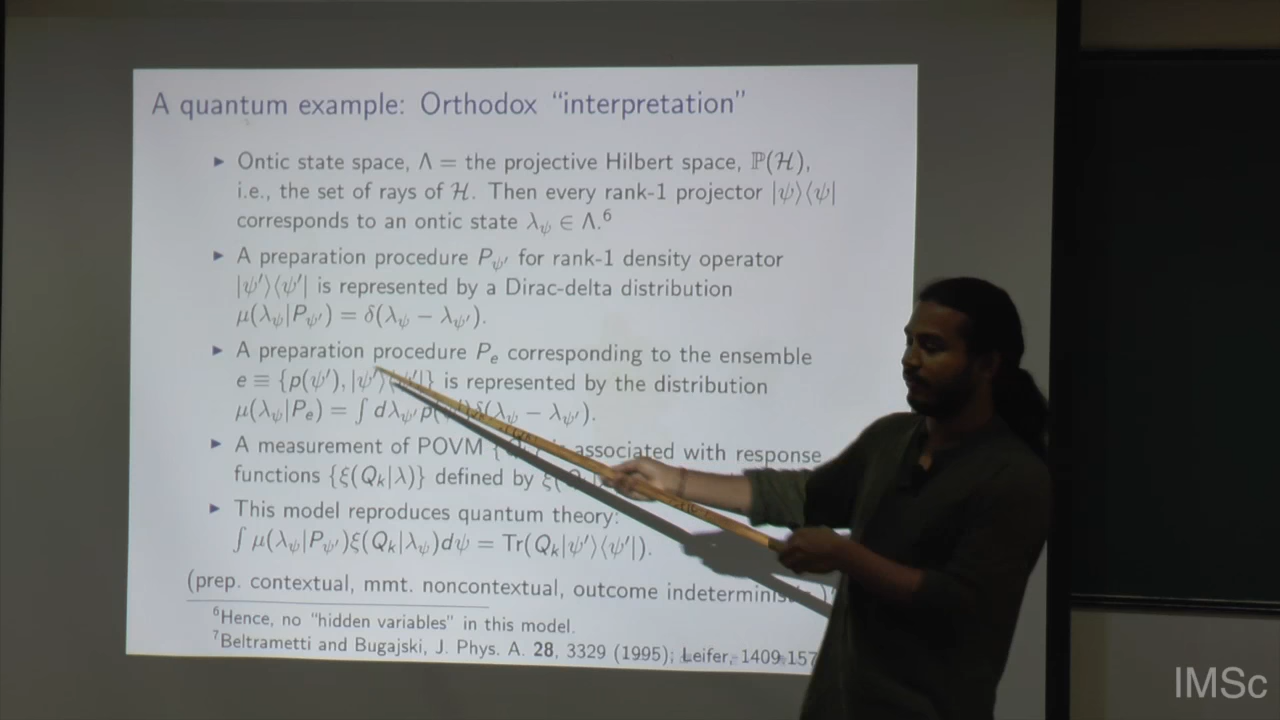 A quantum example: Orthodox “interpretation”
▸ Ontic state space, Λ = the projective Hilbert space, ℙ(ℋ),
i.e., the set of rays of ℋ. Then every rank-1 projector |ψ⟩⟨ψ|
corresponds to an ontic state λ_ψ ∈ Λ.⁶
▸ A preparation procedure P_ψ′ for rank-1 density operator
|ψ′⟩⟨ψ′| is represented by a Dirac-delta distribution
μ(λ_ψ|P_ψ′) = δ(λ_ψ − λ_ψ′).
▸ A preparation procedure P_e corresponding to the ensemble
e ≡ {p(ψ′), |ψ′⟩⟨ψ′|} is represented by the distribution
μ(λ_ψ|P_e) = ∫ dλ_ψ′ p(ψ′)δ(λ_ψ − λ_ψ′).
▸ A measurement of POVM associated with response
functions {ξ(Q_k|λ)} defined by
▸ This model reproduces quantum theory:
∫ μ(λ_ψ|P_ψ′)ξ(Q_k|λ_ψ)dψ = Tr(Q_k|ψ′⟩⟨ψ′|).
(prep. contextual, mmt. noncontextual, outcome
⁶Hence, no “hidden variables” in this model.
⁷Beltrametti and Bugajski, J. Phys. A. 28, 3329 (1995); Leifer,
IMSc